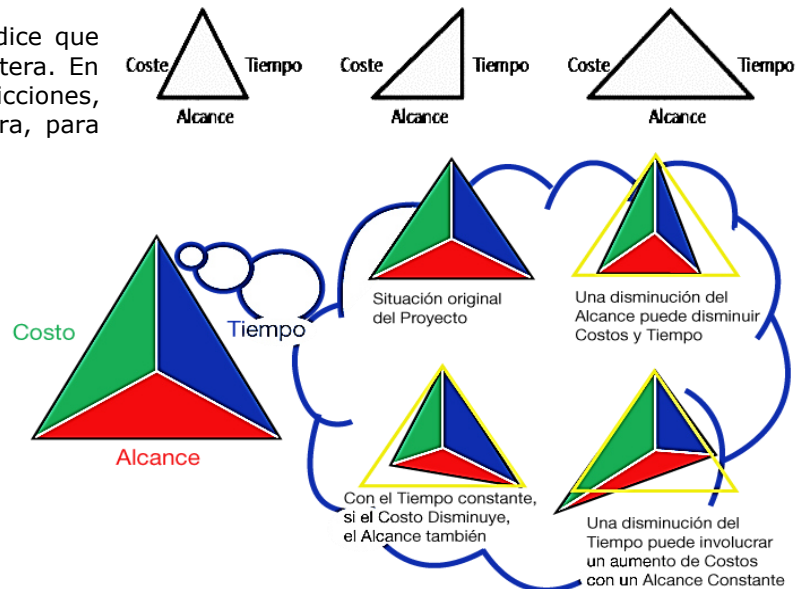 dice que
tera. En
icciones,
ra, para
Coste Tiempo
Alcance
Coste Tiempo
Alcance
Coste Tiempo
Alcance
Costo
Tiempo
Alcance
Situación original
del Proyecto
Una disminución del
Alcance puede disminuir
Costos y Tiempo
Con el Tiempo constante,
si el Costo Disminuye,
el Alcance también
Una disminución del
Tiempo puede involucrar
un aumento de Costos
con un Alcance Constante